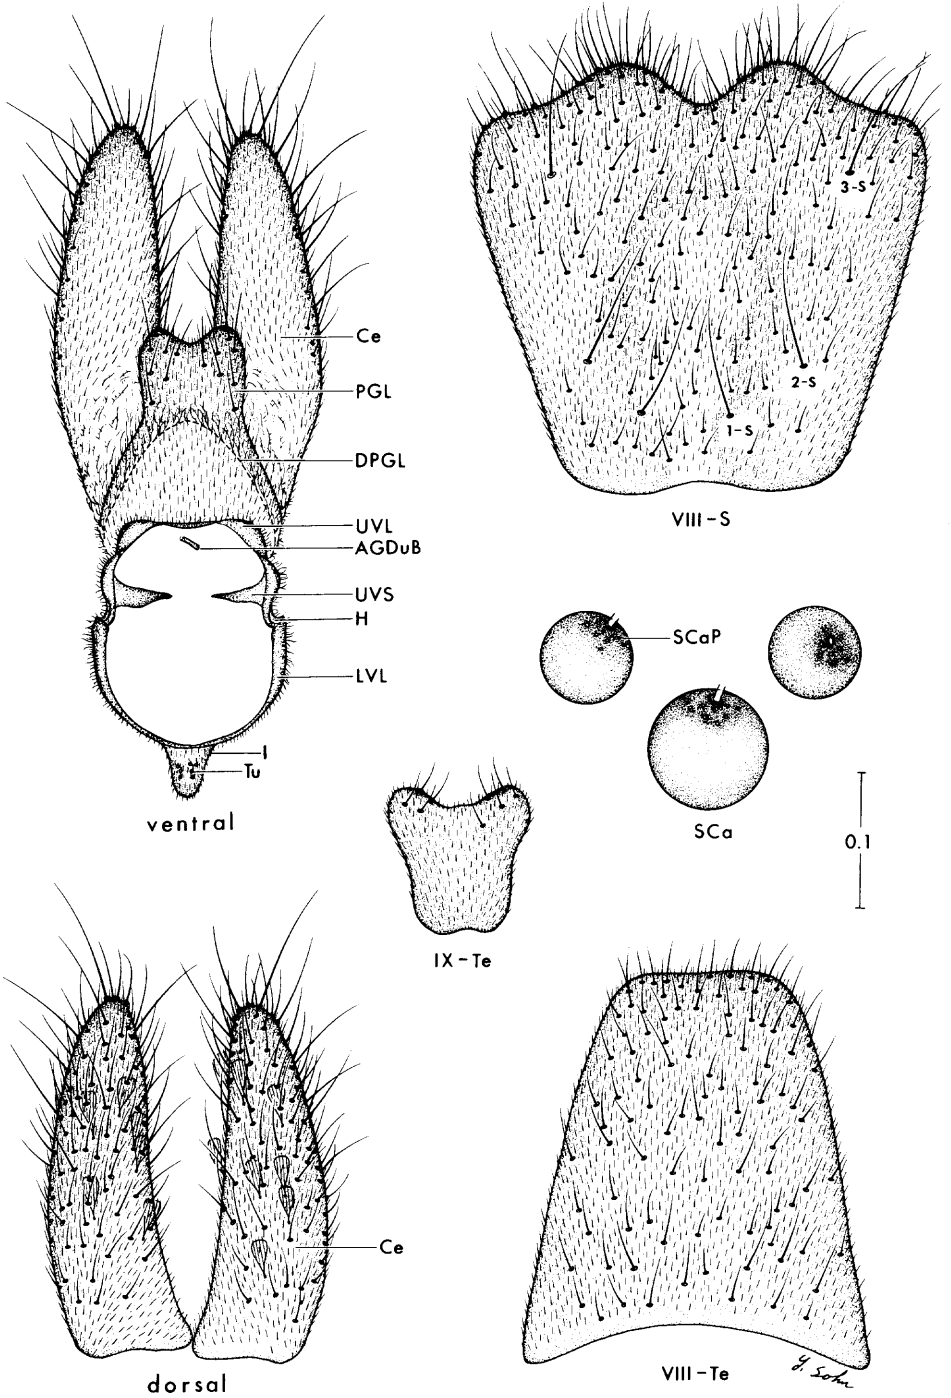 Ce
PGL
DPGL
UVL
AGDuB
UVS
H
LVL
I
Tu
ventral
3-S
2-S
1-S
VIII-S
SCaP
SCa
0.1
IX-Te
Ce
dorsal
VIII-Te
Y. Sohn